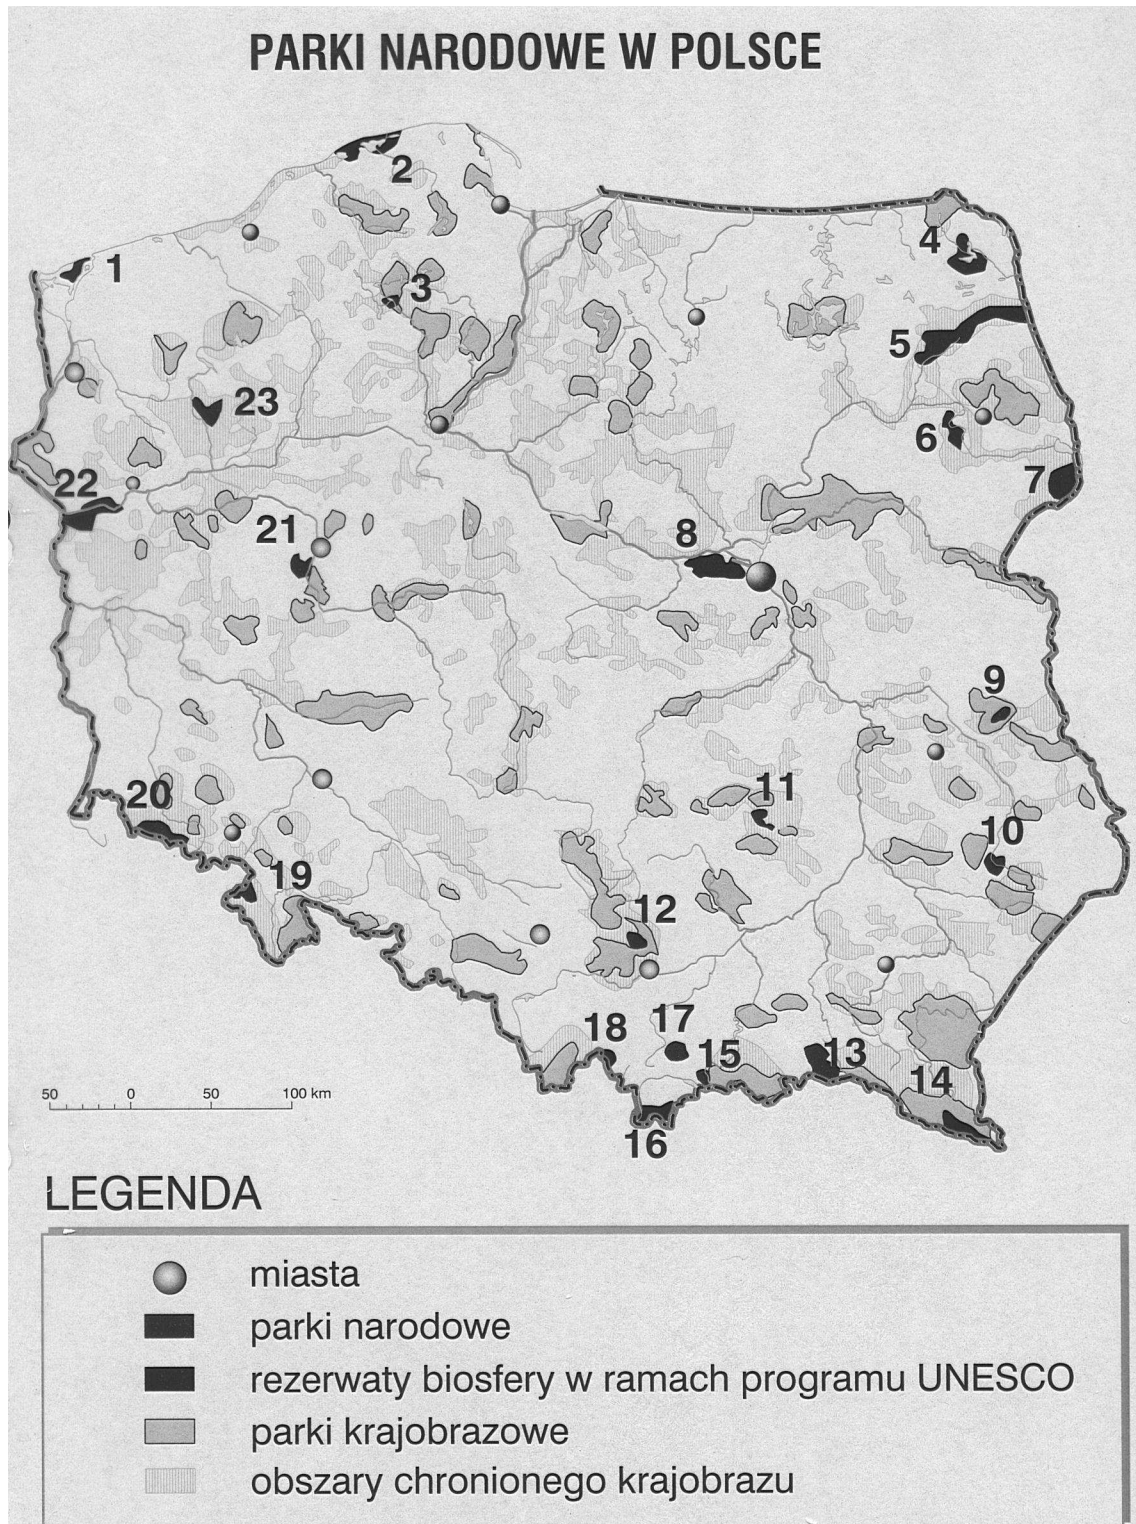 PARKI NARODOWE W POLSCE
2
4
1
3
5
23
6
22
7
21
8
9
20
11
10
19
12
18
17
15
13
14
16
50 0 50 100 km
LEGENDA
miasta
parki narodowe
rezerwaty biosfery w ramach programu UNESCO
parki krajobrazowe
obszary chronionego krajobrazu